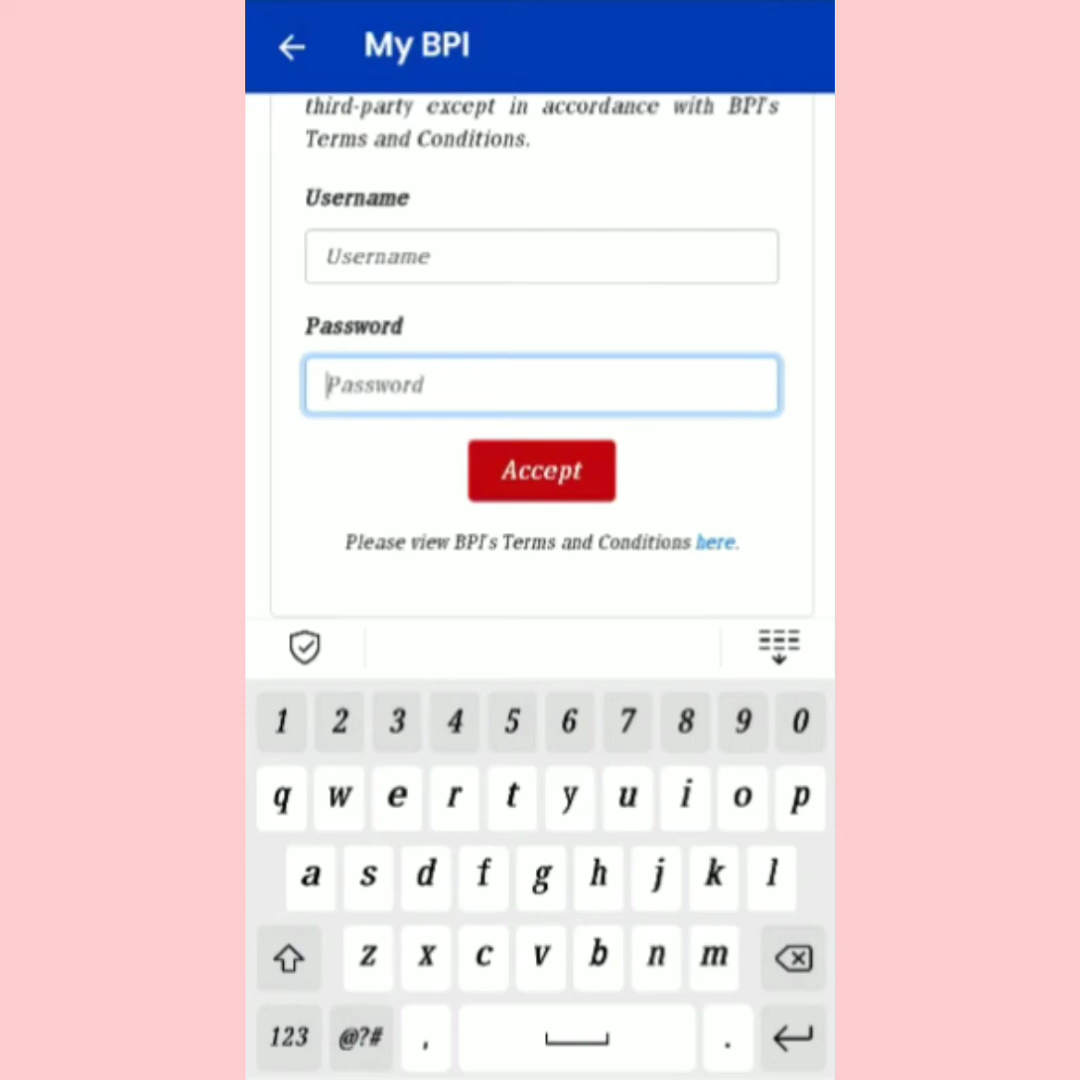 My BPI
third-party except in accordance with BPI's
Terms and Conditions.
Username
Username
Password
Password
Accept
Please view BPI's Terms and Conditions here.
1 2 3 4 5 6 7 8 9 0
q w e r t y u i o p
a s d f g h j k l
z x c v b n m
123 @?# , .